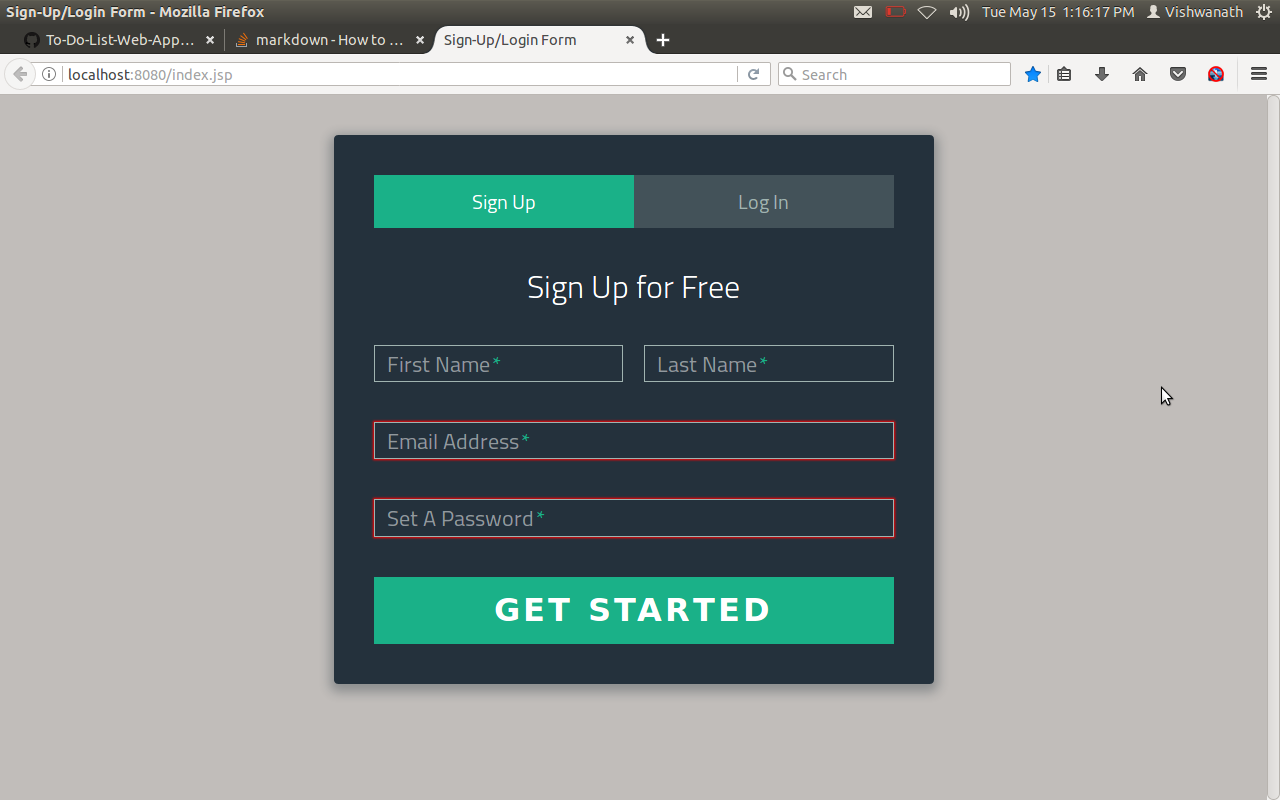 Sign-Up/Login Form - Mozilla Firefox
Tue May 15 1:16:17 PM Vishwanath
To-Do-List-Web-App... × markdown - How to ... × Sign-Up/Login Form ×
localhost:8080/index.jsp Search
Sign Up Log In
Sign Up for Free
First Name* Last Name*
Email Address*
Set A Password*
GET STARTED